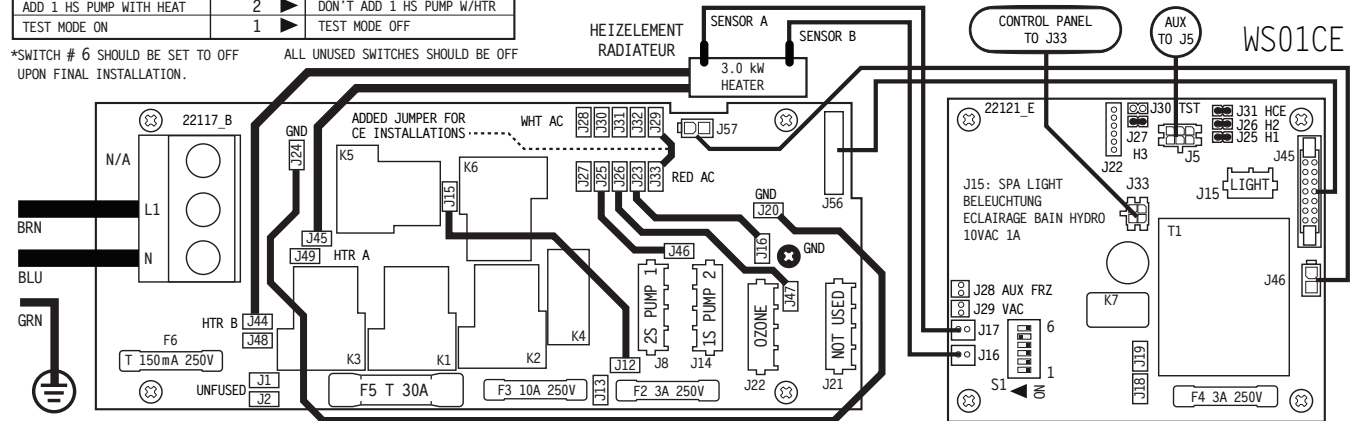 ADD 1 HS PUMP WITH HEAT 2 ▶ DON'T ADD 1 HS PUMP W/HTR
TEST MODE ON 1 ▶ TEST MODE OFF
*SWITCH # 6 SHOULD BE SET TO OFF
UPON FINAL INSTALLATION.
ALL UNUSED SWITCHES SHOULD BE OFF
HEIZELEMENT
RADIATEUR
SENSOR A
SENSOR B
3.0 kW
HEATER
CONTROL PANEL
TO J33
AUX
TO J5
WS01CE
22117_B
N/A
L1
N
BRN
BLU
GRN
GND
J24
ADDED JUMPER FOR
CE INSTALLATIONS
WHT AC
J28
J30
J31
J32
J29
J57
J27
J25
J26
J23
J33
RED AC
K5
K6
J15
J56
GND
J20
J45
J49
HTR A
J46
J16
GND
J47
HTR B
J44
J48
F6
T 150mA 250V
UNFUSED
J1
J2
K3
K1
K2
K4
F5 T 30A
F3 10A 250V
J13
J12
F2 3A 250V
2S PUMP 1
J8
1S PUMP 2
J14
OZONE
J22
NOT USED
J21
22121_E
J30 TST
J27
H3
J22
J5
J31 HCE
J26 H2
J25 H1
J45
J15
LIGHT
J15: SPA LIGHT
BELEUCHTUNG
ECLAIRAGE BAIN HYDRO
10VAC 1A
J33
T1
J46
K7
J28 AUX FRZ
J29 VAC
J17
J16
6
1
S1
ON
J19
J18
F4 3A 250V